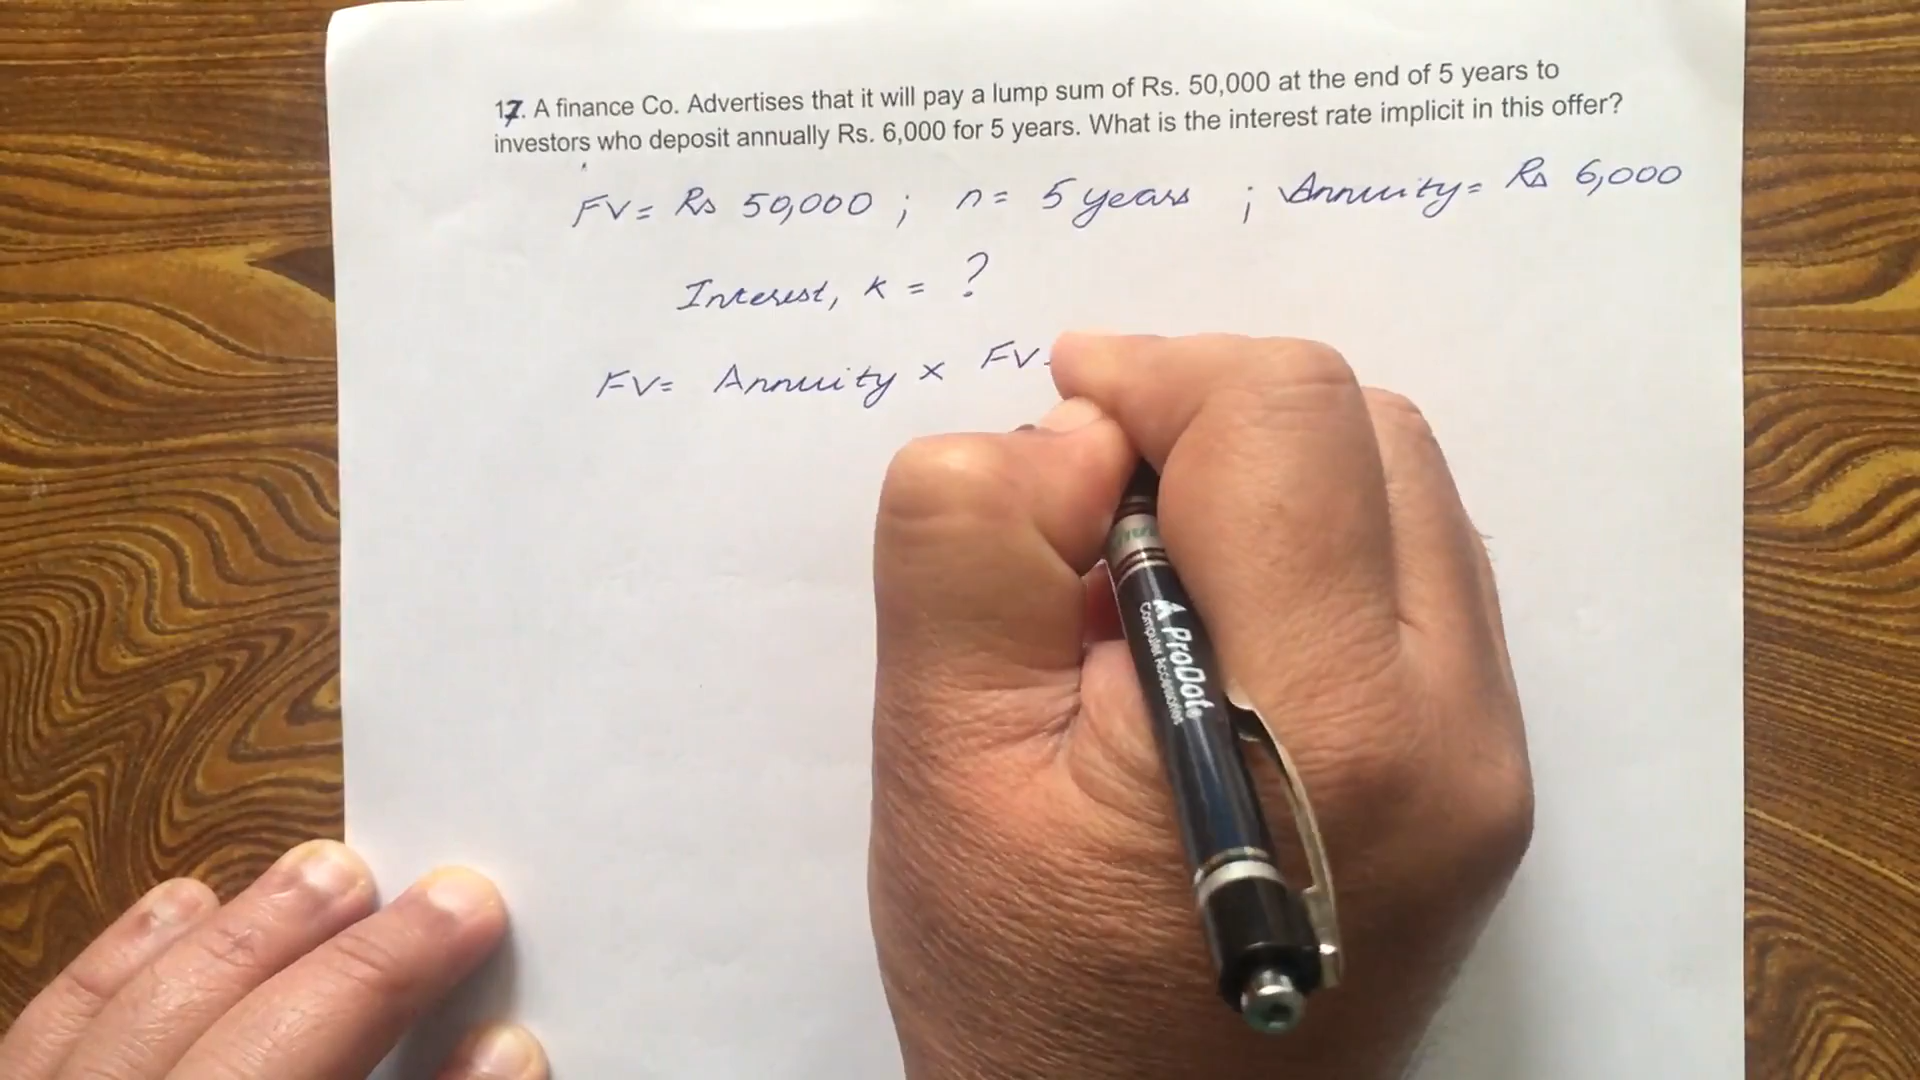 17. A finance Co. Advertises that it will pay a lump sum of Rs. 50,000 at the end of 5 years to
investors who deposit annually Rs. 6,000 for 5 years. What is the interest rate implicit in this offer?
FV = Rs 50,000 ; n = 5 years ; Annuity = Rs 6,000
Interest, k = ?
FV = Annuity × FV
ProDot
Computer Accessories